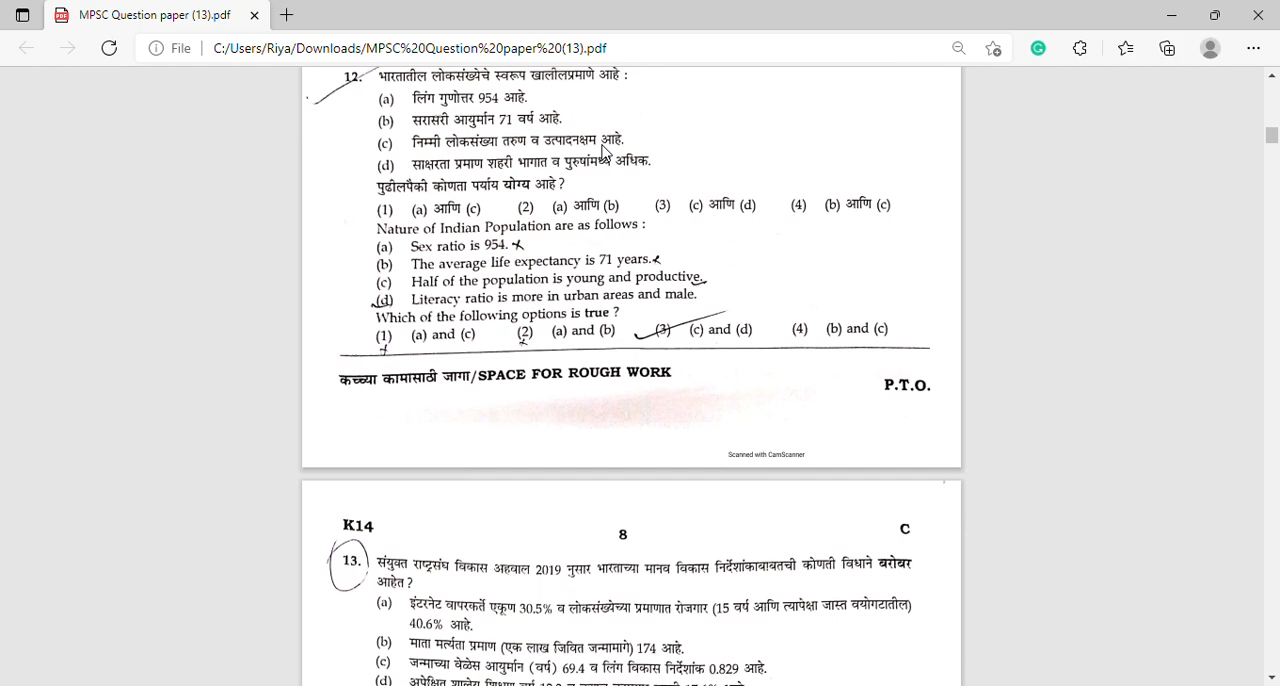 MPSC Question paper (13).pdf
File C:/Users/Riya/Downloads/MPSC%20Question%20paper%20(13).pdf
12. भारतातील लोकसंख्येचे स्वरूप खालीलप्रमाणे आहे :
(a) लिंग गुणोत्तर 954 आहे.
(b) सरासरी आयुर्मान 71 वर्ष आहे.
(c) निम्मी लोकसंख्या तरुण व उत्पादनक्षम आहे.
(d) साक्षरता प्रमाण शहरी भागात व पुरुषांमध्ये अधिक.
पुढीलपैकी कोणता पर्याय योग्य आहे ?
(1) (a) आणि (c) (2) (a) आणि (b) (3) (c) आणि (d) (4) (b) आणि (c)
Nature of Indian Population are as follows :
(a) Sex ratio is 954.
(b) The average life expectancy is 71 years.
(c) Half of the population is young and productive.
(d) Literacy ratio is more in urban areas and male.
Which of the following options is true ?
(1) (a) and (c) (2) (a) and (b) (3) (c) and (d) (4) (b) and (c)
कच्च्या कामासाठी जागा/SPACE FOR ROUGH WORK
P.T.O.
Scanned with CamScanner
K14 8 C
13. संयुक्त राष्ट्रसंघ विकास अहवाल 2019 नुसार भारताच्या मानव विकास निर्देशांकाबाबतची कोणती विधाने बरोबर
आहेत ?
(a) इंटरनेट वापरकर्ते एकूण 30.5% व लोकसंख्येच्या प्रमाणात रोजगार (15 वर्ष आणि त्यापेक्षा जास्त वयोगटातील)
40.6% आहे.
(b) माता मर्त्यता प्रमाण (एक लाख जिवित जन्मामागे) 174 आहे.
(c) जन्माच्या वेळेस आयुर्मान (वर्ष) 69.4 व लिंग विकास निर्देशांक 0.829 आहे.
(d)